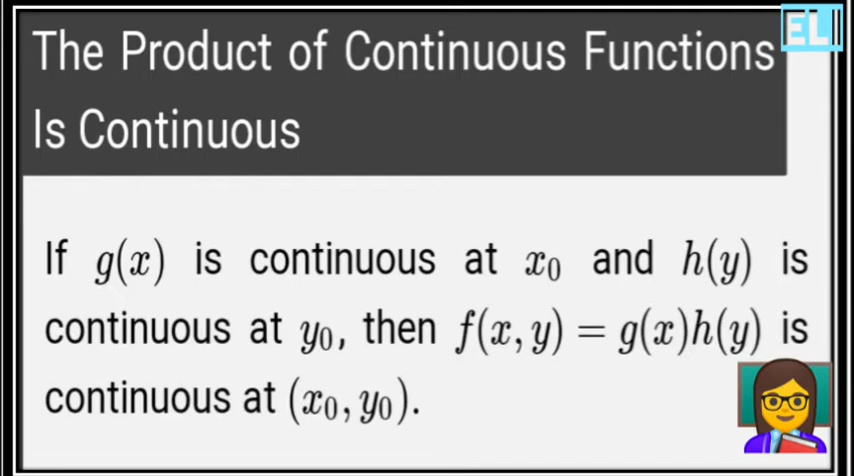 EL
The Product of Continuous Functions
Is Continuous
If g(x) is continuous at x₀ and h(y) is
continuous at y₀, then f(x, y) = g(x)h(y) is
continuous at (x₀, y₀).